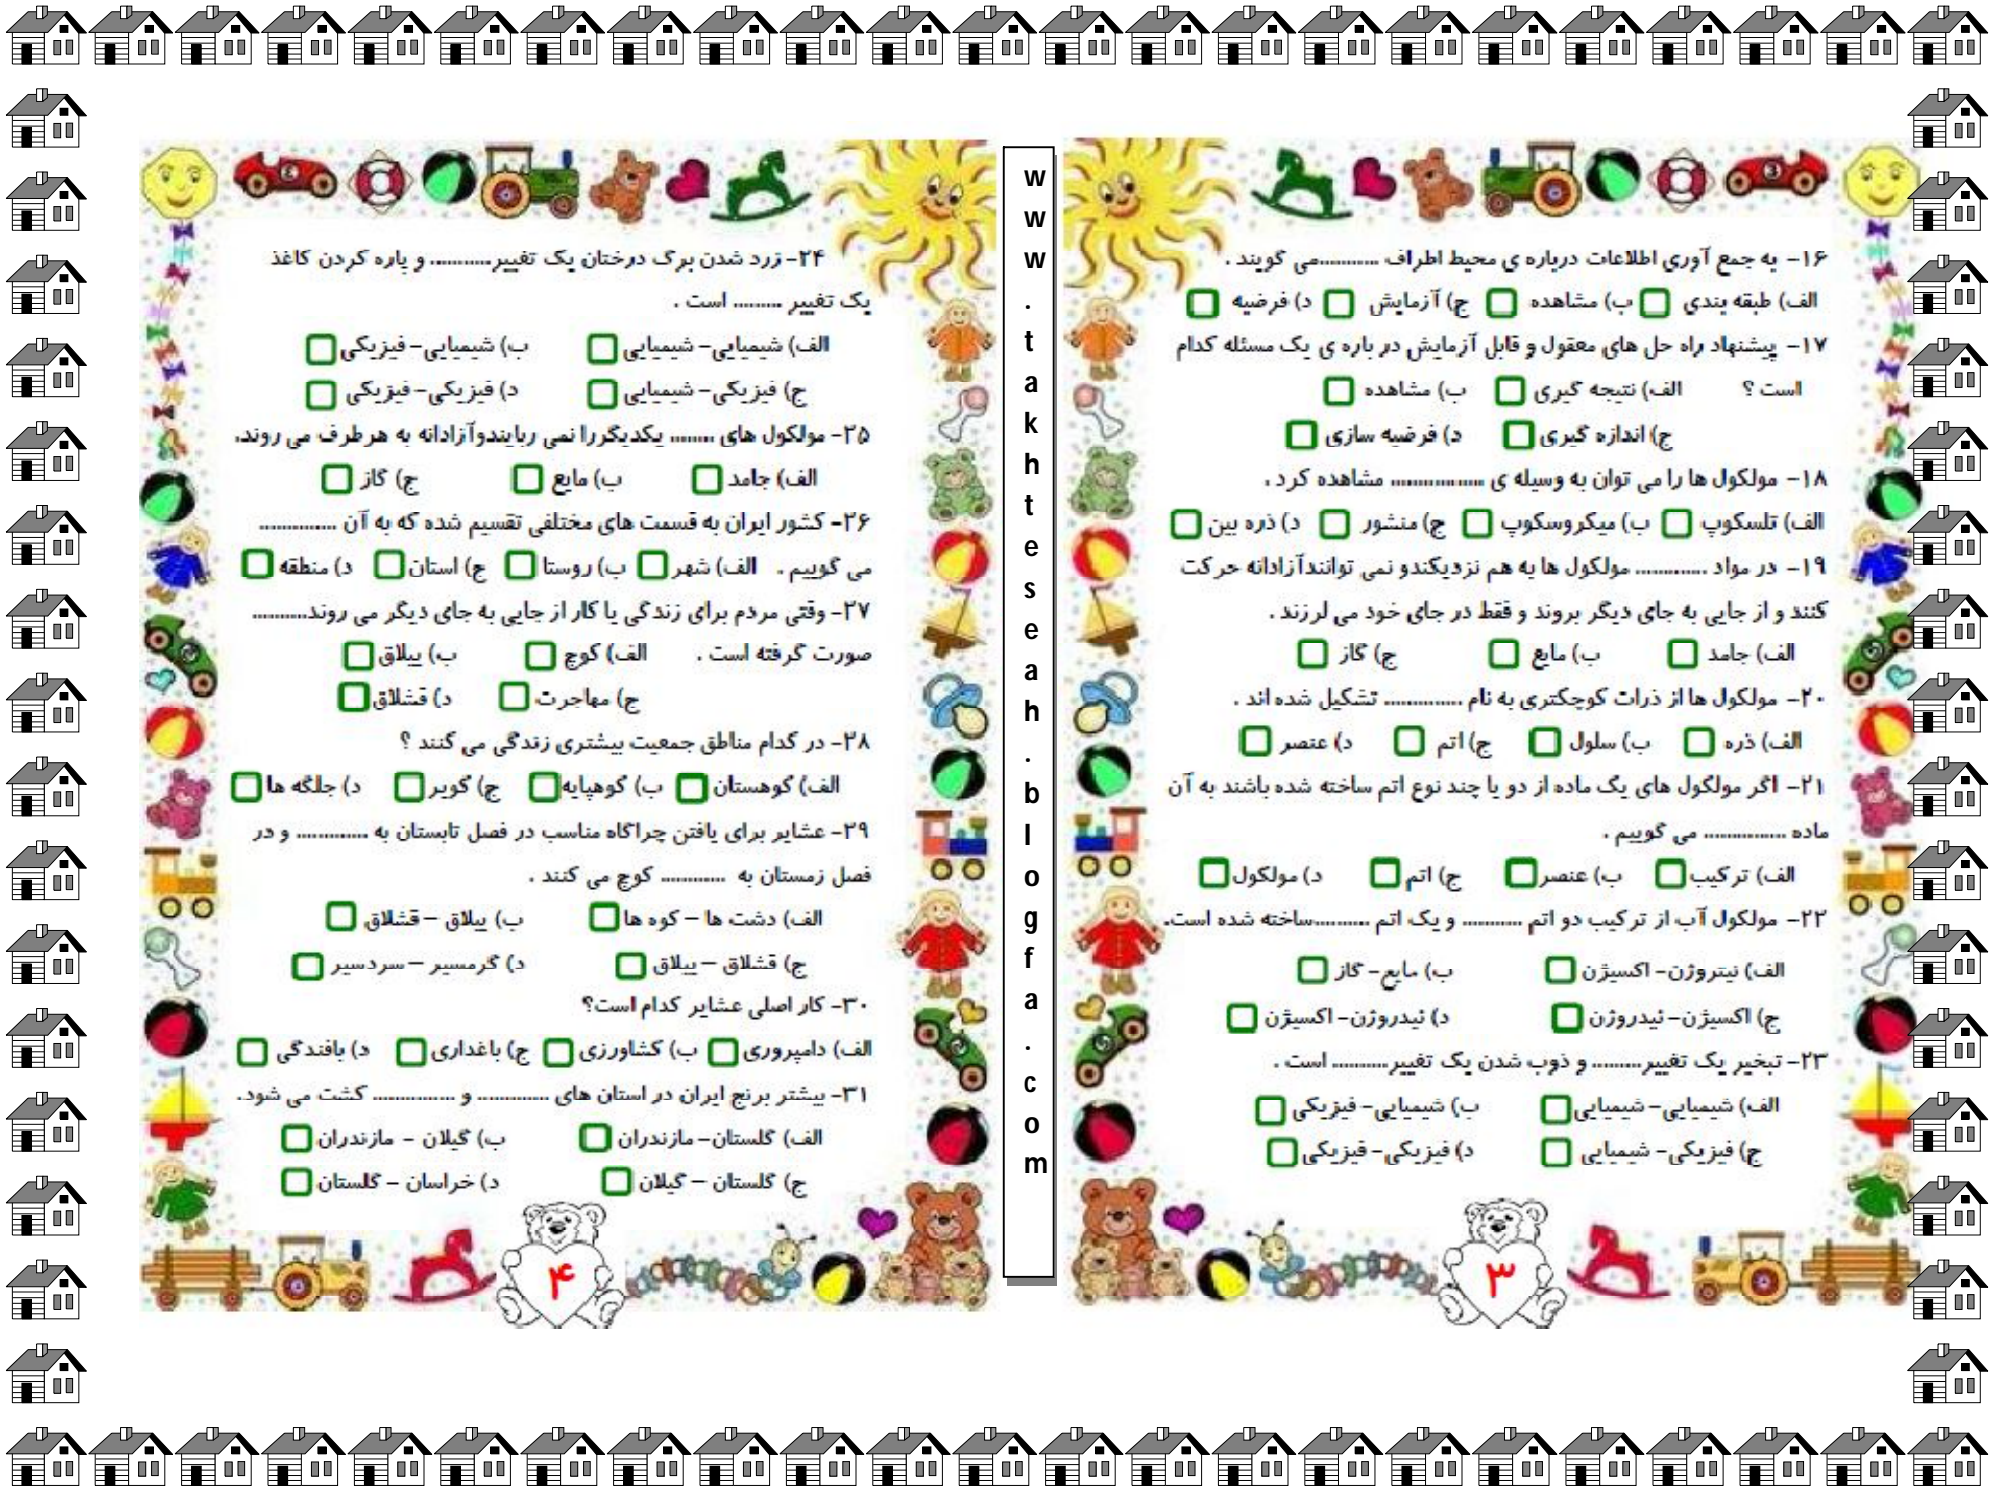 ۱۶- به جمع آوری اطلاعات درباره ی محیط اطراف ............می گویند .
الف) طبقه بندی ب) مشاهده ج) آزمایش د) فرضیه
۱۷- پیشنهاد راه حل های معقول و قابل آزمایش در باره ی یک مسئله کدام
است ؟ الف) نتیجه گیری ب) مشاهده
ج) اندازه گیری د) فرضیه سازی
۱۸- مولکول ها را می توان به وسیله ی ................... مشاهده کرد .
الف) تلسکوپ ب) میکروسکوپ ج) منشور د) ذره بین
۱۹- در مواد .............. مولکول ها به هم نزدیکندو نمی توانندآزادانه حرکت
کنند و از جایی به جای دیگر بروند و فقط در جای خود می لرزند .
الف) جامد ب) مایع ج) گاز
۲۰- مولکول ها از ذرات کوچکتری به نام ............... تشکیل شده اند .
الف) ذره ب) سلول ج) اتم د) عنصر
۲۱- اگر مولکول های یک ماده از دو یا چند نوع اتم ساخته شده باشند به آن
ماده ................ می گوییم .
الف) ترکیب ب) عنصر ج) اتم د) مولکول
۲۲- مولکول آب از ترکیب دو اتم ............ و یک اتم ...........ساخته شده است.
الف) نیتروژن- اکسیژن ب) مایع- گاز
ج) اکسیژن- ئیدروژن د) ئیدروژن- اکسیژن
۲۳- تبخیر یک تغییر.......... و ذوب شدن یک تغییر........... است .
الف) شیمیایی- شیمیایی ب) شیمیایی- فیزیکی
ج) فیزیکی- شیمیایی د) فیزیکی- فیزیکی
۳
www.takhteseah.blogfa.com
۲۴- زرد شدن برگ درختان یک تغییر............ و پاره کردن کاغذ
یک تغییر .......... است .
الف) شیمیایی- شیمیایی ب) شیمیایی- فیزیکی
ج) فیزیکی- شیمیایی د) فیزیکی- فیزیکی
۲۵- مولکول های ......... یکدیگررا نمی ربایندوآزادانه به هرطرف می روند.
الف) جامد ب) مایع ج) گاز
۲۶- کشور ایران به قسمت های مختلفی تقسیم شده که به آن ................
می گوییم . الف) شهر ب) روستا ج) استان د) منطقه
۲۷- وقتی مردم برای زندگی یا کار از جایی به جای دیگر می روند...........
صورت گرفته است . الف) کوچ ب) ییلاق
ج) مهاجرت د) قشلاق
۲۸- در کدام مناطق جمعیت بیشتری زندگی می کنند ؟
الف) کوهستان ب) کوهپایه ج) کویر د) جلگه ها
۲۹- عشایر برای یافتن چراگاه مناسب در فصل تابستان به .............. و در
فصل زمستان به ............. کوچ می کنند .
الف) دشت ها – کوه ها ب) ییلاق – قشلاق
ج) قشلاق – ییلاق د) گرمسیر – سردسیر
۳۰- کار اصلی عشایر کدام است؟
الف) دامپروری ب) کشاورزی ج) باغداری د) بافندگی
۳۱- بیشتر برنج ایران در استان های .............. و ................ کشت می شود.
الف) گلستان- مازندران ب) گیلان - مازندران
ج) گلستان – گیلان د) خراسان – گلستان
۴